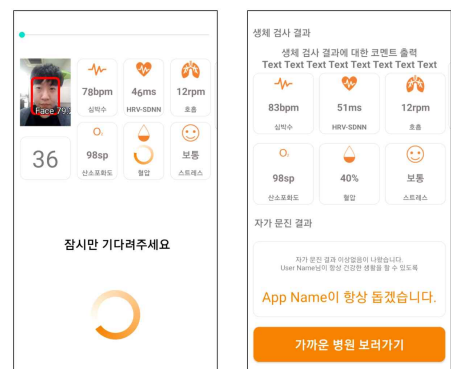 Face 79.
78bpm
심박수
46ms
HRV-SDNN
12rpm
호흡
36
O₂
98sp
산소포화도
혈압
보통
스트레스
잠시만 기다려주세요
생체 검사 결과
생체 검사 결과에 대한 코멘트 출력
Text Text Text Text Text Text Text Text
83bpm
심박수
51ms
HRV-SDNN
12rpm
호흡
O₂
98sp
산소포화도
40%
혈압
보통
스트레스
자가 문진 결과
자가 문진 결과 이상없음이 나왔습니다.
User Name님이 항상 건강한 생활을 할 수 있도록
App Name이 항상 돕겠습니다.
가까운 병원 보러가기